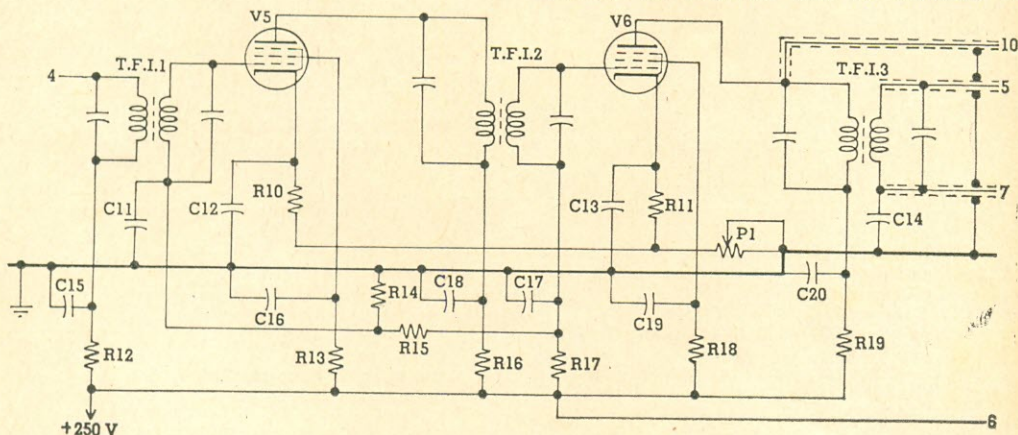 V5
V6
10
T.F.I.1
T.F.I.2
T.F.I.3
4
5
R10
R11
C11
C12
C13
P1
C14
7
C15
C16
R14
C18
C17
C19
C20
R12
R13
R15
R16
R17
R18
R19
+250 V
6